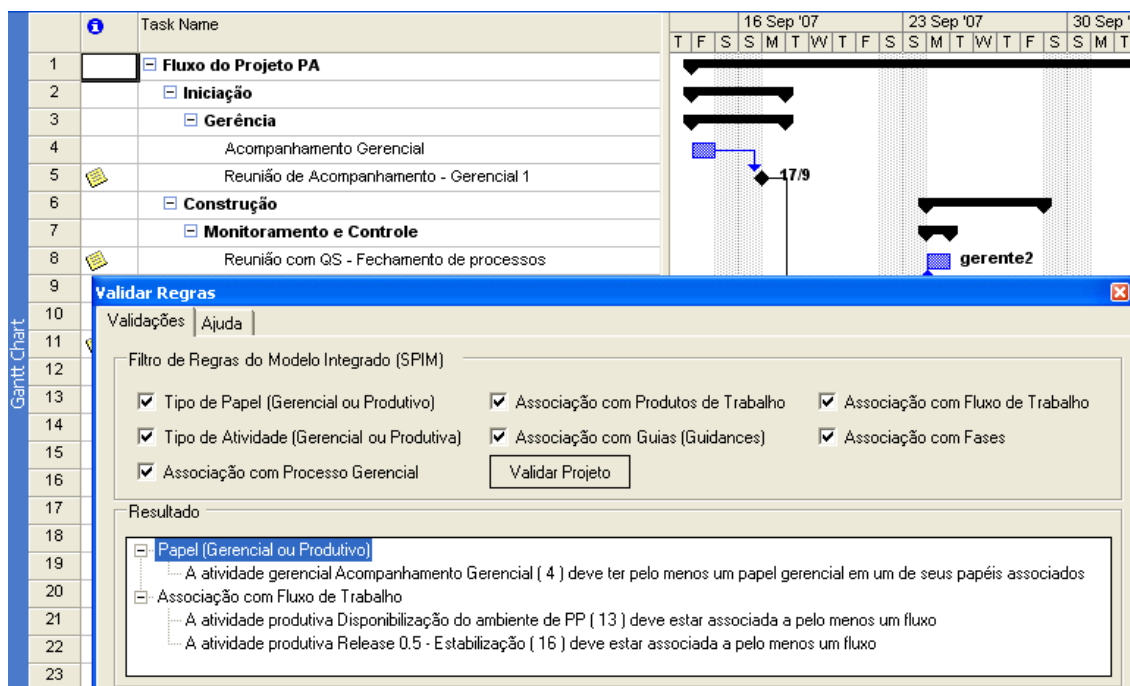 Task Name
16 Sep '07 23 Sep '07 30 Sep '
T F S S M T W T F S S M T W T F S S M T
1 Fluxo do Projeto PA
2 Iniciação
3 Gerência
4 Acompanhamento Gerencial
5 Reunião de Acompanhamento - Gerencial 1 17/9
6 Construção
7 Monitoramento e Controle
8 Reunião com QS - Fechamento de processos gerente2
9
10
11
12
13
14
15
16
17
18
19
20
21
22
23
Gantt Chart
Validar Regras
Validações Ajuda
Filtro de Regras do Modelo Integrado (SPIM)
Tipo de Papel (Gerencial ou Produtivo) Associação com Produtos de Trabalho Associação com Fluxo de Trabalho
Tipo de Atividade (Gerencial ou Produtiva) Associação com Guias (Guidances) Associação com Fases
Associação com Processo Gerencial Validar Projeto
Resultado
Papel (Gerencial ou Produtivo)
A atividade gerencial Acompanhamento Gerencial ( 4 ) deve ter pelo menos um papel gerencial em um de seus papéis associados
Associação com Fluxo de Trabalho
A atividade produtiva Disponibilização do ambiente de PP ( 13 ) deve estar associada a pelo menos um fluxo
A atividade produtiva Release 0.5 - Estabilização ( 16 ) deve estar associada a pelo menos um fluxo